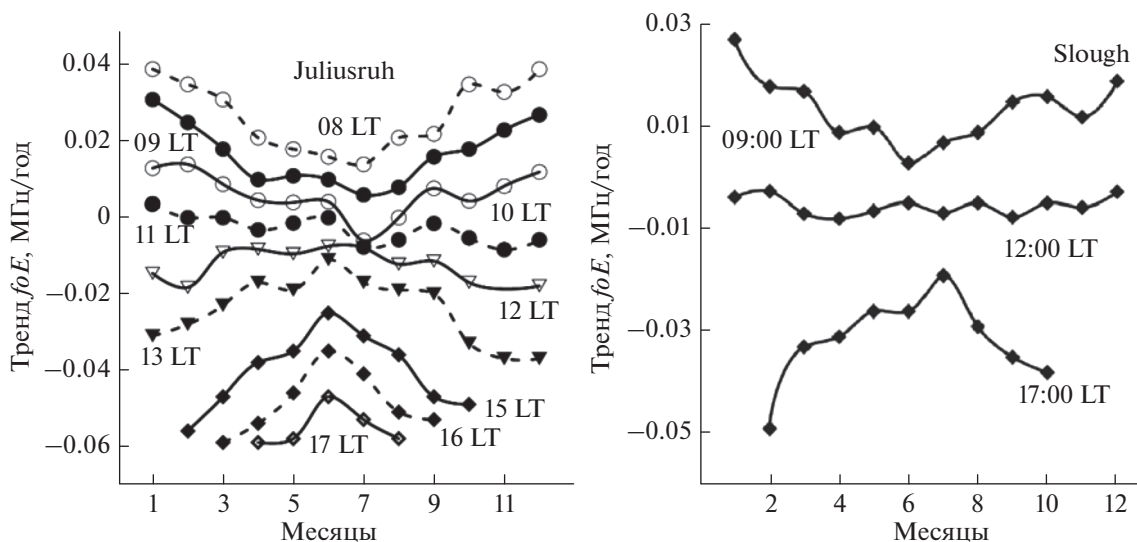 Тренд foE, МГц/год
0.04
0.02
0
−0.02
−0.04
−0.06
Juliusruh
08 LT
09 LT
10 LT
11 LT
12 LT
13 LT
15 LT
16 LT
17 LT
1 3 5 7 9 11
Месяцы
Тренд foE, МГц/год
0.03
0.01
−0.01
−0.03
−0.05
Slough
09:00 LT
12:00 LT
17:00 LT
2 4 6 8 10 12
Месяцы